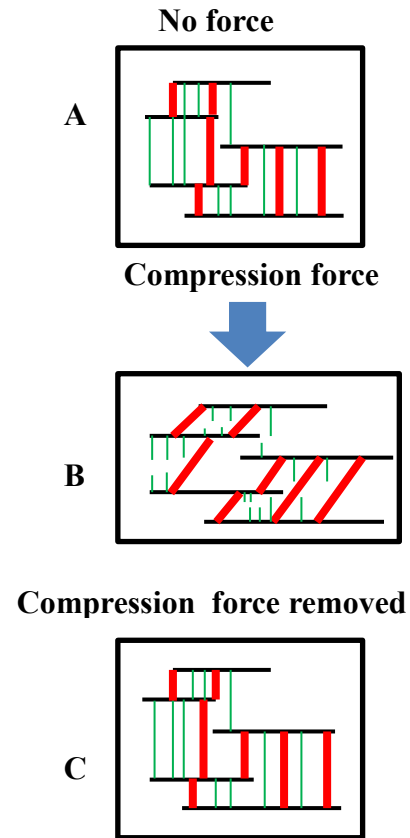 No force
A
Compression force
B
Compression force removed
C